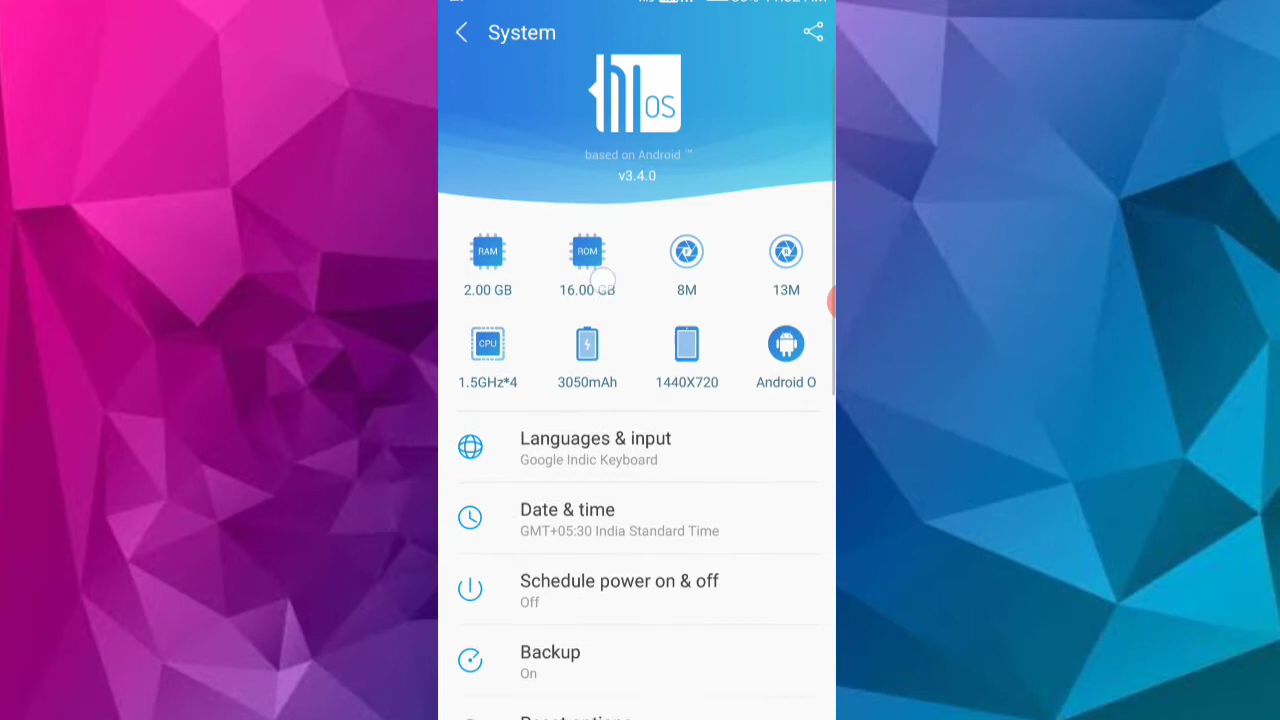 System
HIOS
based on Android ™
v3.4.0
RAM
ROM
F
R
2.00 GB
16.00 GB
8M
13M
CPU
1.5GHz*4
3050mAh
1440X720
Android O
Languages & input
Google Indic Keyboard
Date & time
GMT+05:30 India Standard Time
Schedule power on & off
Off
Backup
On